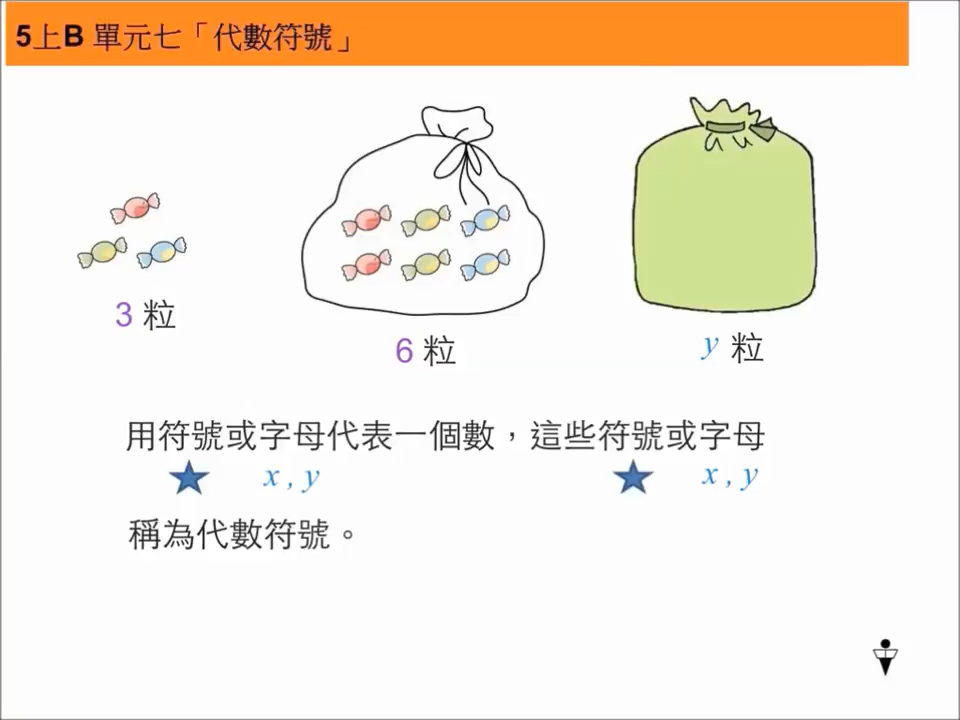 5上B 單元七「代數符號」
3 粒
6 粒
y 粒
用符號或字母代表一個數，這些符號或字母
x , y
x , y
稱為代數符號。